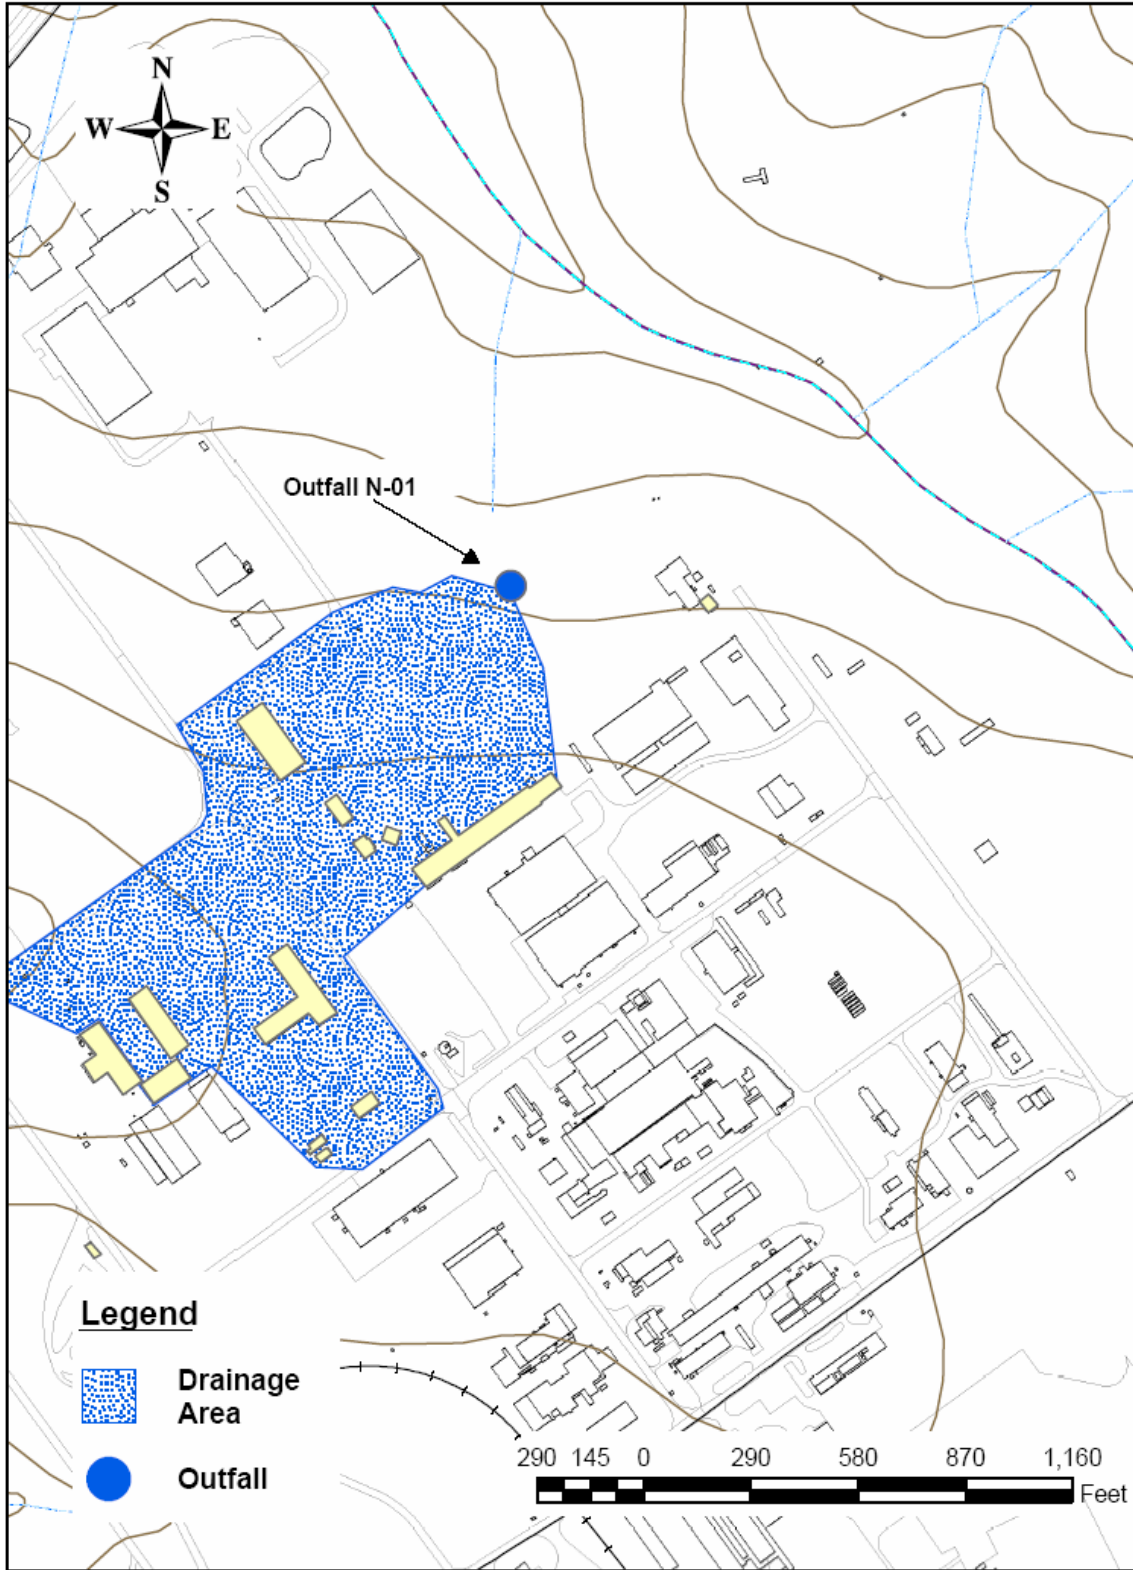 N
W E
S
Outfall N-01
Legend
Drainage
Area
Outfall
290 145 0 290 580 870 1,160
Feet